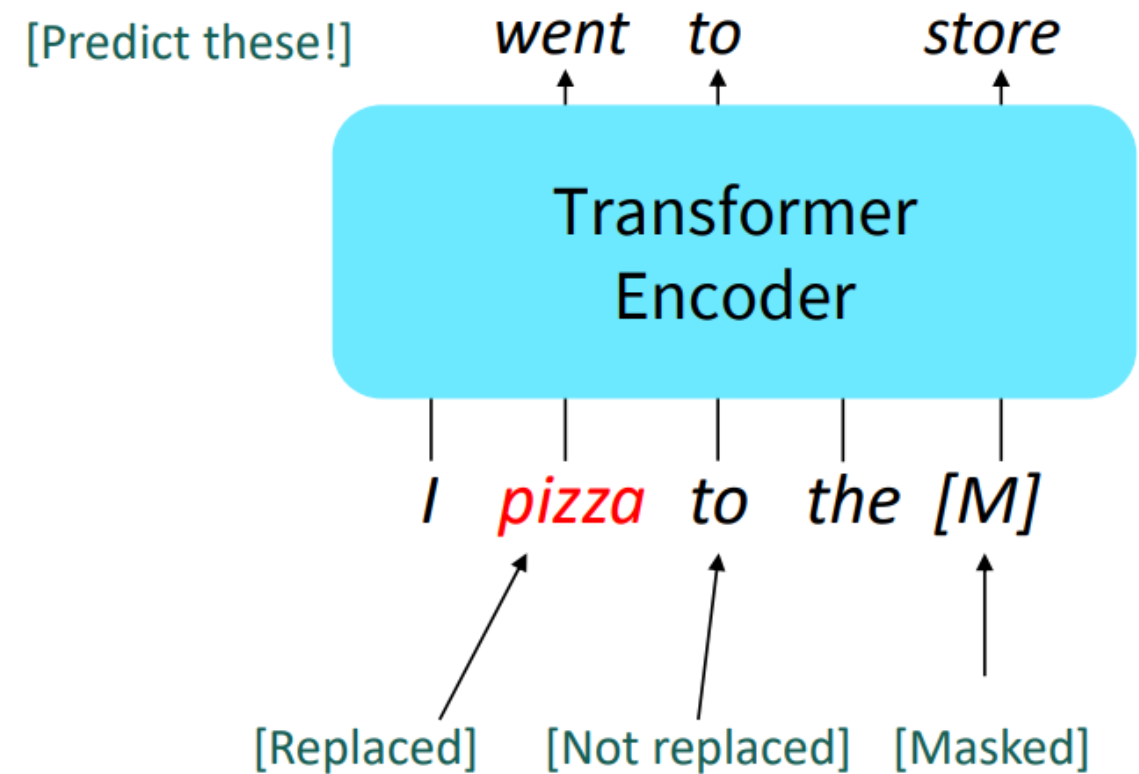 [Predict these!] went to store
Transformer
Encoder
I pizza to the [M]
[Replaced] [Not replaced] [Masked]